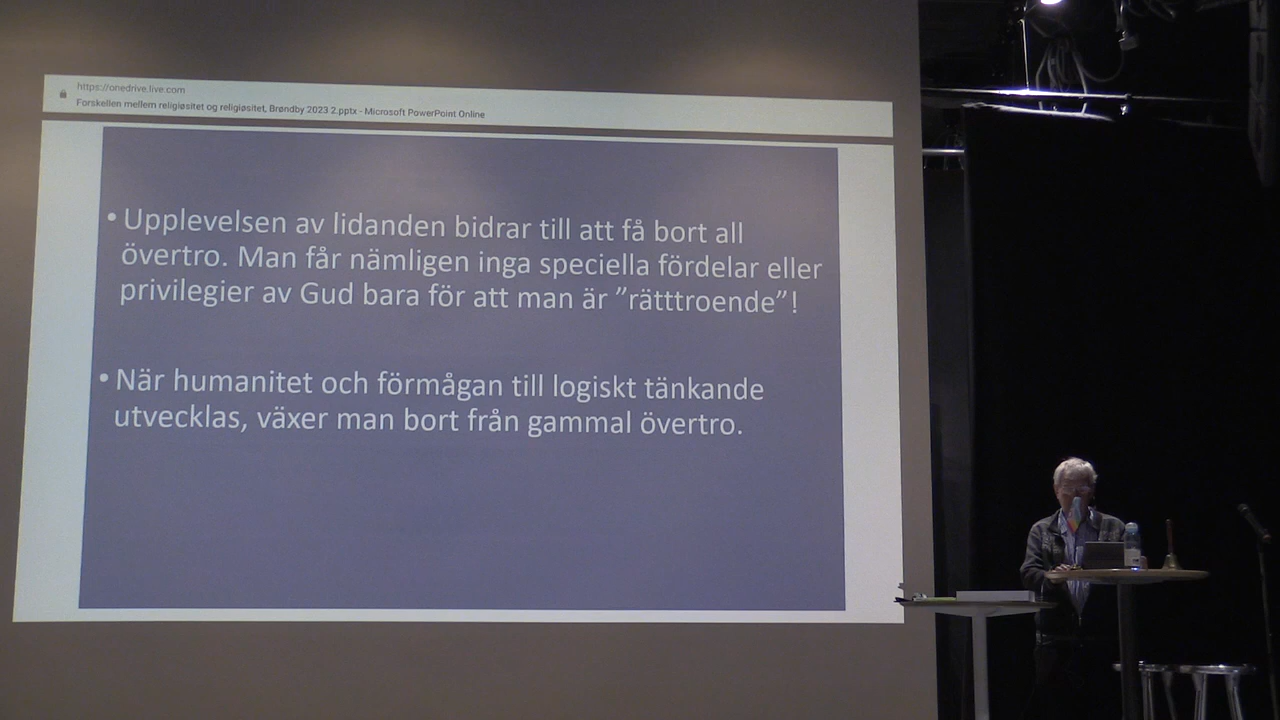 https://onedrive.live.com
Forskellen mellem religiøsitet og religiøsitet, Brøndby 2023 2.pptx - Microsoft PowerPoint Online
• Upplevelsen av lidanden bidrar till att få bort all
övertro. Man får nämligen inga speciella fördelar eller
privilegier av Gud bara för att man är ”rätttroende”!
• När humanitet och förmågan till logiskt tänkande
utvecklas, växer man bort från gammal övertro.